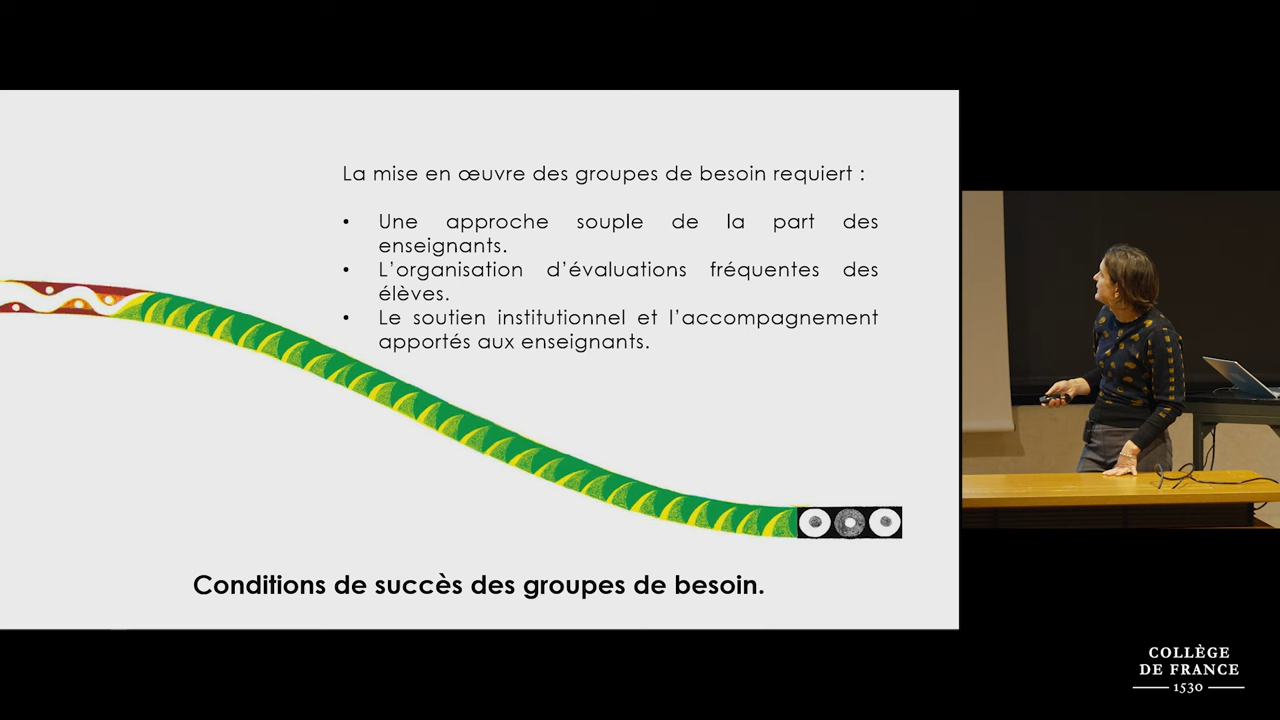 La mise en œuvre des groupes de besoin requiert :
• Une approche souple de la part des
enseignants.
• L’organisation d’évaluations fréquentes des
élèves.
• Le soutien institutionnel et l’accompagnement
apportés aux enseignants.
Conditions de succès des groupes de besoin.
COLLÈGE
DE FRANCE
1530